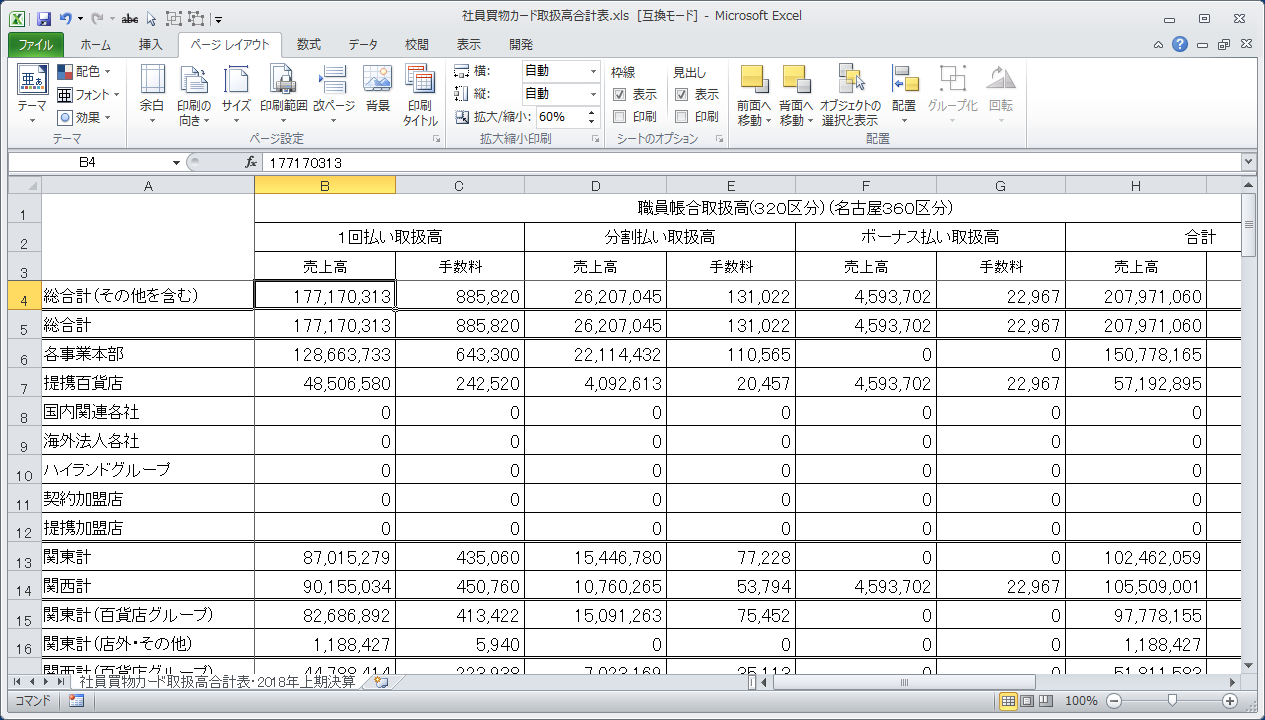 社員買物カード取扱高合計表.xls [互換モード] - Microsoft Excel
ファイル ホーム 挿入 ページ レイアウト 数式 データ 校閲 表示 開発
テーマ 配色 フォント 効果 テーマ
余白 印刷の向き サイズ 印刷範囲 改ページ 背景 印刷タイトル ページ設定
横: 自動 縦: 自動 拡大/縮小: 60% 拡大縮小印刷
枠線 表示 印刷 見出し 表示 印刷 シートのオプション
前面へ移動 背面へ移動 オブジェクトの選択と表示 配置 グループ化 回転 配置
B4 fx 177170313
A B C D E F G H
1 職員帳合取扱高(320区分)(名古屋360区分)
2 1回払い取扱高 分割払い取扱高 ボーナス払い取扱高 合計
3 売上高 手数料 売上高 手数料 売上高 手数料 売上高
4 総合計(その他を含む) 177,170,313 885,820 26,207,045 131,022 4,593,702 22,967 207,971,060
5 総合計 177,170,313 885,820 26,207,045 131,022 4,593,702 22,967 207,971,060
6 各事業本部 128,663,733 643,300 22,114,432 110,565 0 0 150,778,165
7 提携百貨店 48,506,580 242,520 4,092,613 20,457 4,593,702 22,967 57,192,895
8 国内関連各社 0 0 0 0 0 0 0
9 海外法人各社 0 0 0 0 0 0 0
10 ハイランドグループ 0 0 0 0 0 0 0
11 契約加盟店 0 0 0 0 0 0 0
12 提携加盟店 0 0 0 0 0 0 0
13 関東計 87,015,279 435,060 15,446,780 77,228 0 0 102,462,059
14 関西計 90,155,034 450,760 10,760,265 53,794 4,593,702 22,967 105,509,001
15 関東計(百貨店グループ) 82,686,892 413,422 15,091,263 75,452 0 0 97,778,155
16 関東計(店外・その他) 1,188,427 5,940 0 0 0 0 1,188,427
関西計(百貨店グループ) 44,788,414 223,938 7,023,169 35,113 0 0 51,811,583
社員買物カード取扱高合計表・2018年上期決算
コマンド 100%